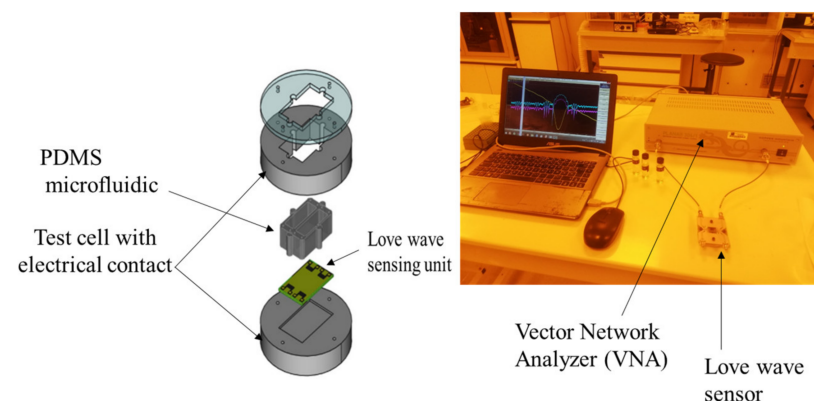 PDMS
microfluidic
Test cell with
electrical contact
Love wave
sensing unit
Vector Network
Analyzer (VNA)
Love wave
sensor